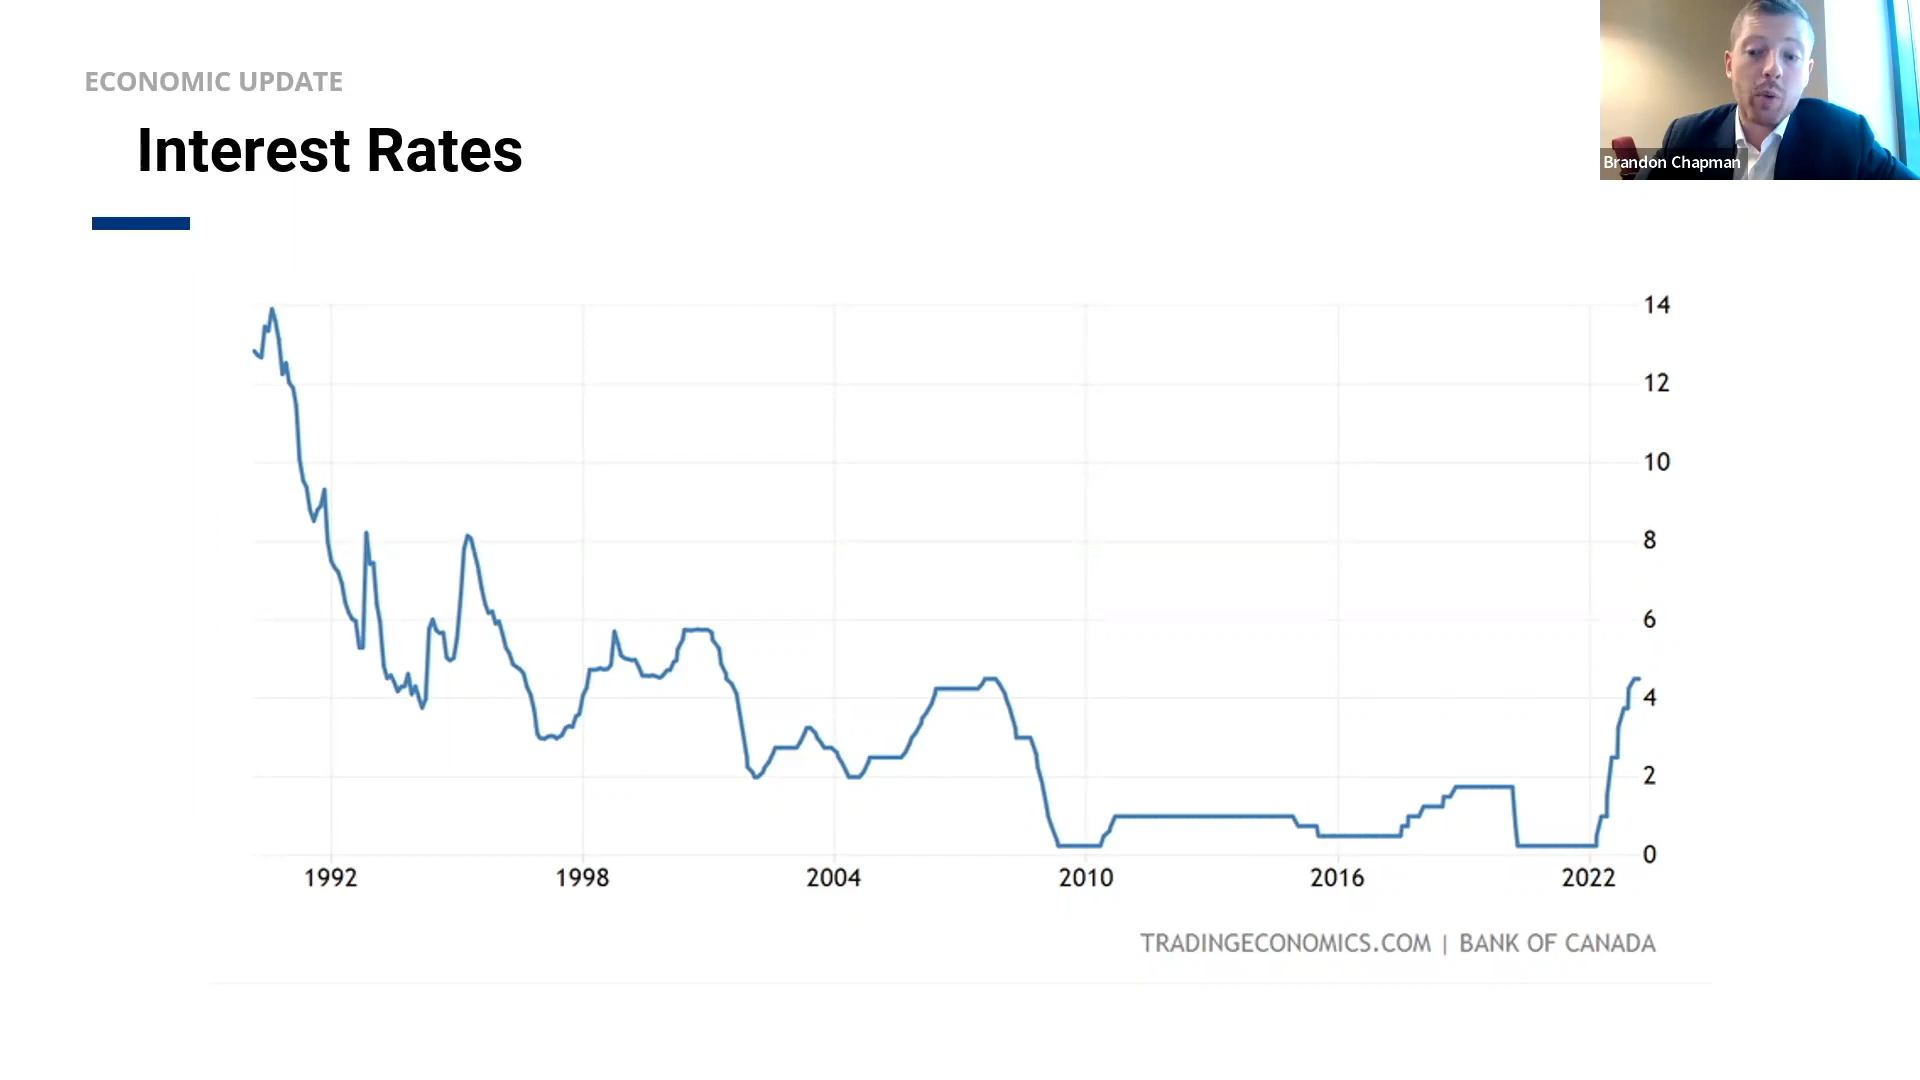 ECONOMIC UPDATE
Interest Rates
Brandon Chapman
14
12
10
8
6
4
2
0
1992 1998 2004 2010 2016 2022
TRADINGECONOMICS.COM | BANK OF CANADA